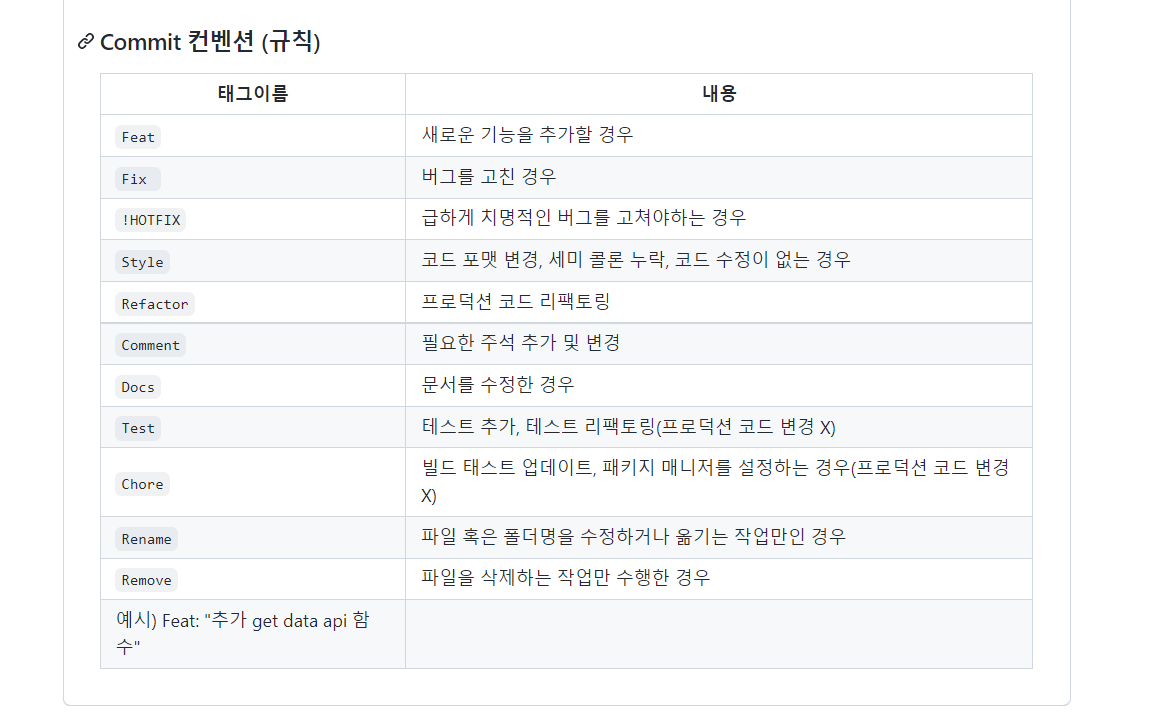 Commit 컨벤션 (규칙)
태그이름 내용
Feat 새로운 기능을 추가할 경우
Fix 버그를 고친 경우
!HOTFIX 급하게 치명적인 버그를 고쳐야하는 경우
Style 코드 포맷 변경, 세미 콜론 누락, 코드 수정이 없는 경우
Refactor 프로덕션 코드 리팩토링
Comment 필요한 주석 추가 및 변경
Docs 문서를 수정한 경우
Test 테스트 추가, 테스트 리팩토링(프로덕션 코드 변경 X)
Chore 빌드 태스트 업데이트, 패키지 매니저를 설정하는 경우(프로덕션 코드 변경
X)
Rename 파일 혹은 폴더명을 수정하거나 옮기는 작업만인 경우
Remove 파일을 삭제하는 작업만 수행한 경우
예시) Feat: "추가 get data api 함
수"